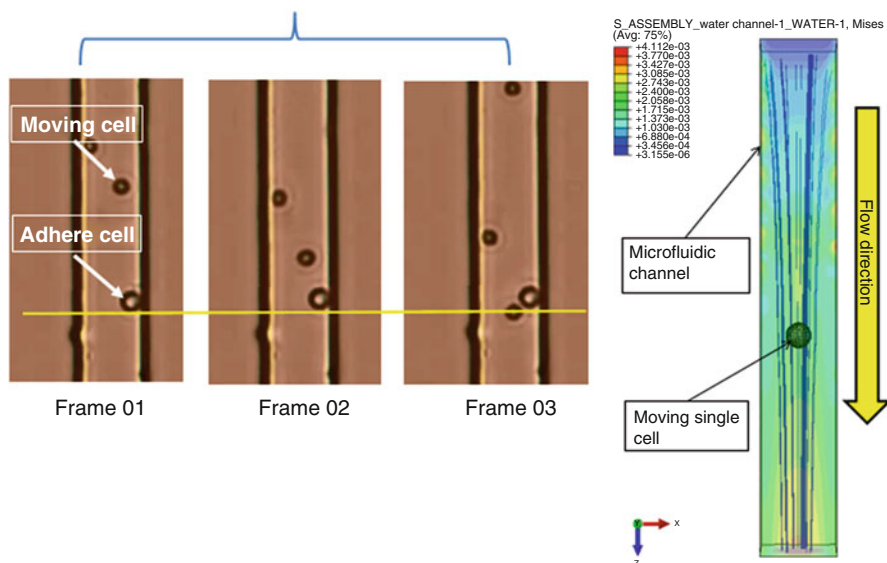 Moving cell
Adhere cell
Frame 01
Frame 02
Frame 03
S_ASSEMBLY_water channel-1_WATER-1, Mises
(Avg: 75%)
+4.112e-03
+3.770e-03
+3.427e-03
+3.085e-03
+2.743e-03
+2.400e-03
+2.058e-03
+1.715e-03
+1.373e-03
+1.030e-03
+6.880e-04
+3.456e-04
+3.155e-06
Microfluidic
channel
Moving single
cell
Flow direction
Y
x
z